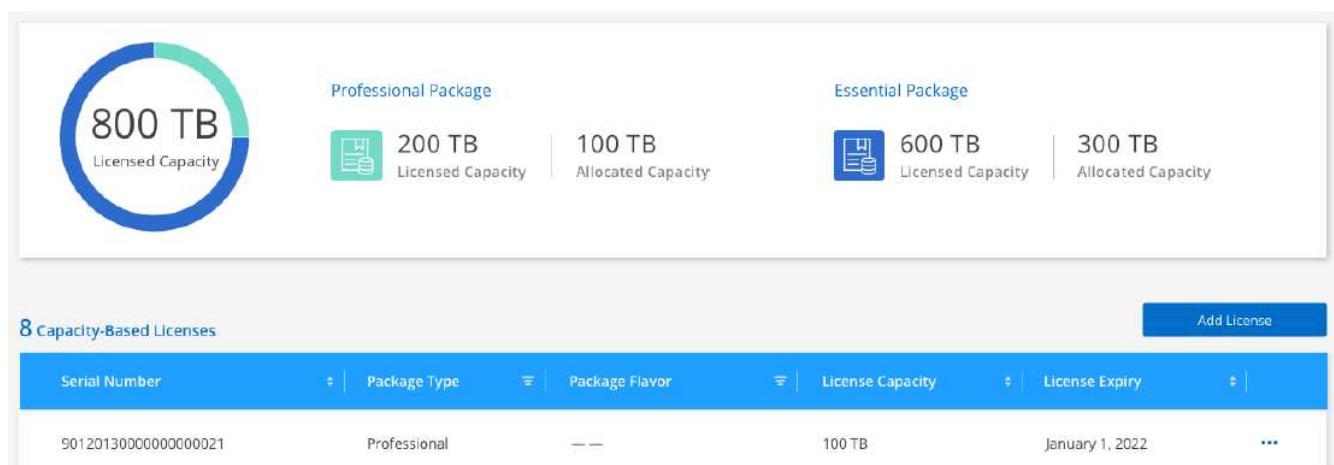 800 TB
Licensed Capacity
Professional Package
200 TB
Licensed Capacity
100 TB
Allocated Capacity
Essential Package
600 TB
Licensed Capacity
300 TB
Allocated Capacity
8 Capacity-Based Licenses
Add License
Serial Number Package Type Package Flavor License Capacity License Expiry
90120130000000000021 Professional —— 100 TB January 1, 2022 •••